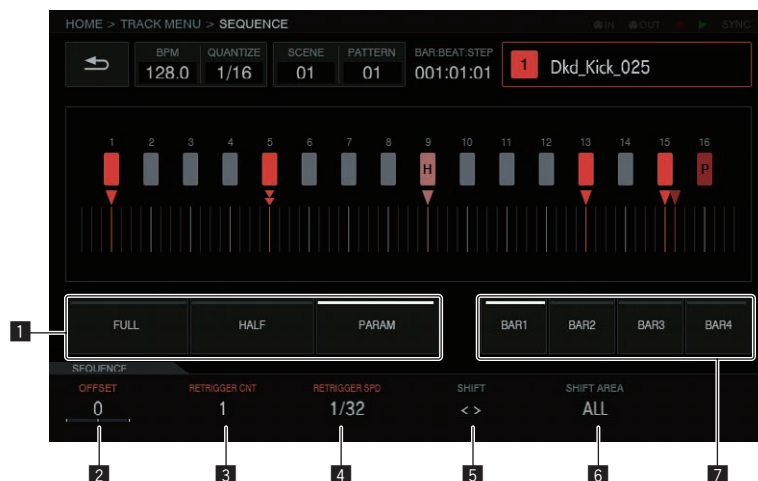 HOME > TRACK MENU > SEQUENCE IN OUT SYNC
BPM QUANTIZE SCENE PATTERN BAR:BEAT:STEP
128.0 1/16 01 01 001:01:01 1 Dkd_Kick_025
1 2 3 4 5 6 7 8 9 10 11 12 13 14 15 16
H P
1 FULL HALF PARAM BAR1 BAR2 BAR3 BAR4
SEQUENCE
OFFSET RETRIGGER CNT RETRIGGER SPD SHIFT SHIFT AREA
0 1 1/32 < > ALL
2 3 4 5 6 7